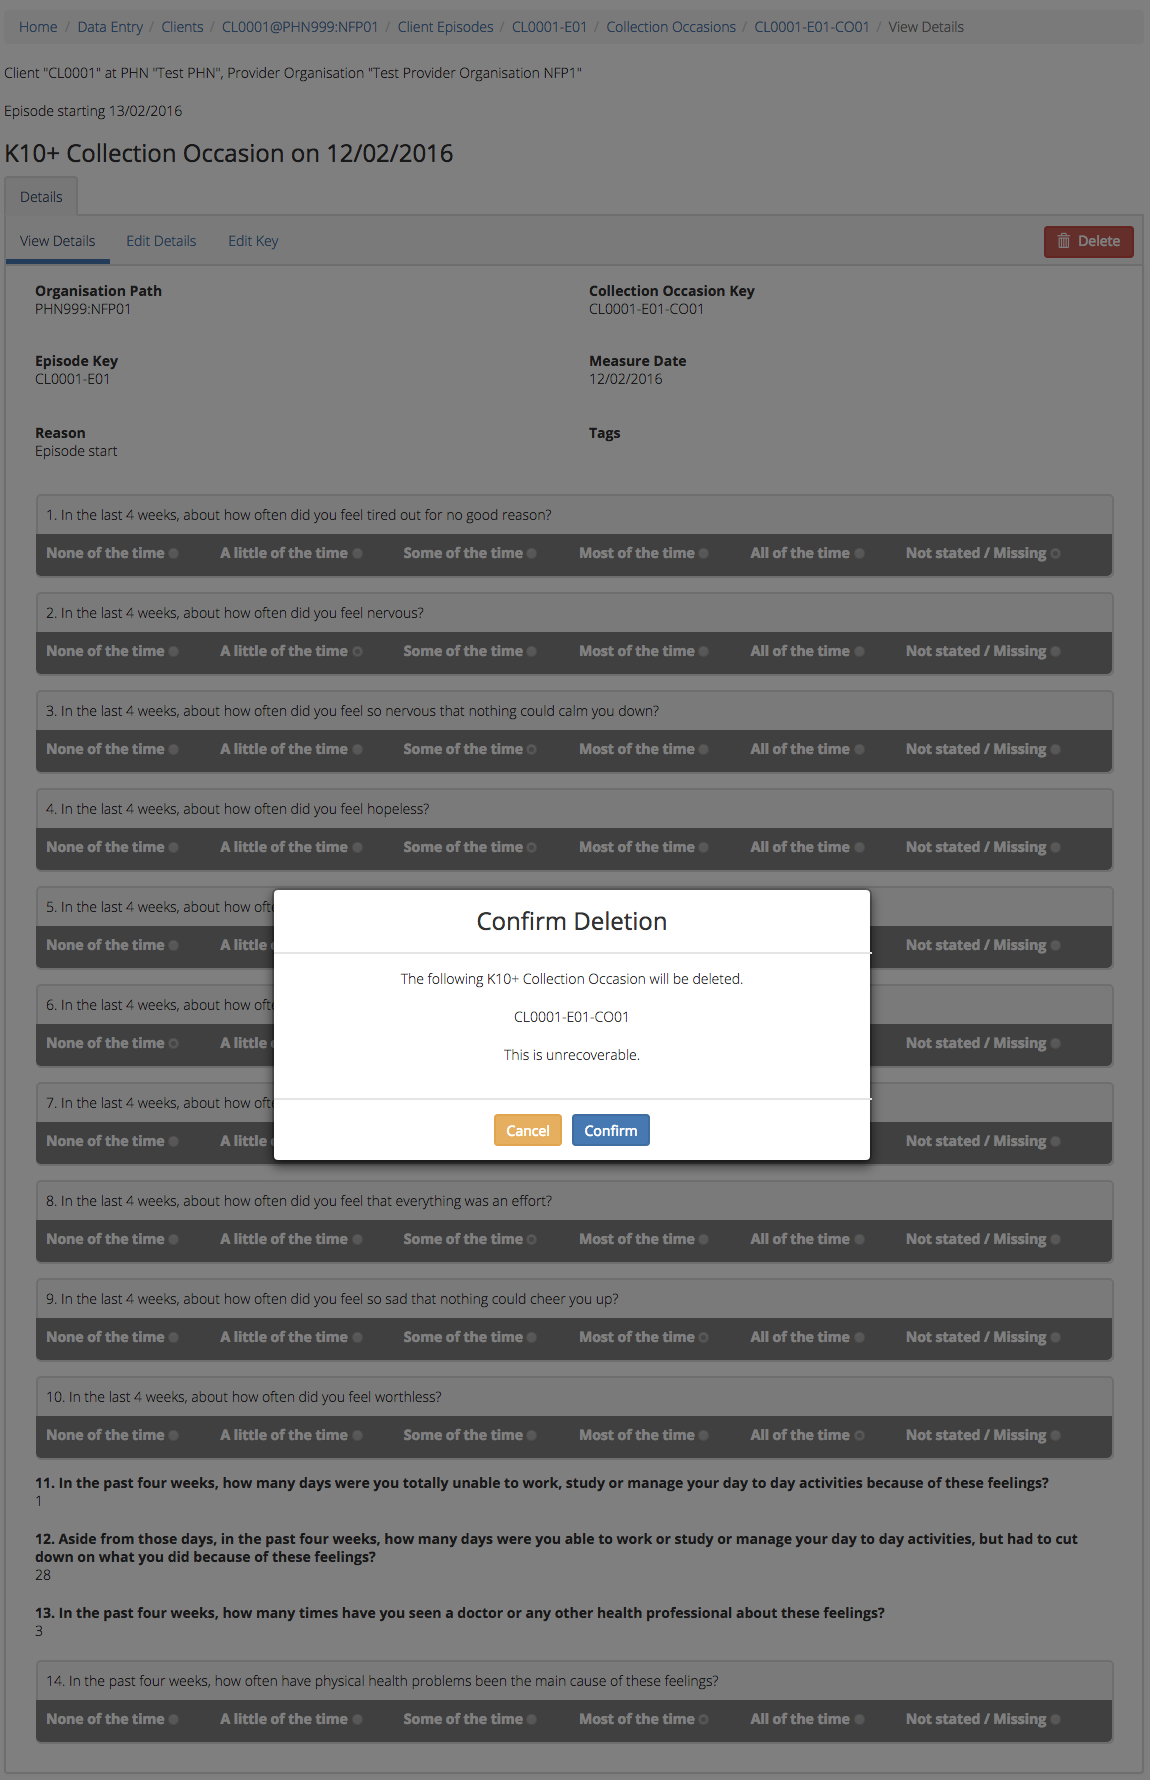 Home / Data Entry / Clients / CL0001@PHN999:NFP01 / Client Episodes / CL0001-E01 / Collection Occasions / CL0001-E01-CO01 / View Details
Client "CL0001" at PHN "Test PHN", Provider Organisation "Test Provider Organisation NFP1"
Episode starting 13/02/2016
K10+ Collection Occasion on 12/02/2016
Details
View Details Edit Details Edit Key Delete
Organisation Path Collection Occasion Key
PHN999:NFP01 CL0001-E01-CO01
Episode Key Measure Date
CL0001-E01 12/02/2016
Reason Tags
Episode start
1. In the last 4 weeks, about how often did you feel tired out for no good reason?
None of the time A little of the time Some of the time Most of the time All of the time Not stated / Missing
2. In the last 4 weeks, about how often did you feel nervous?
None of the time A little of the time Some of the time Most of the time All of the time Not stated / Missing
3. In the last 4 weeks, about how often did you feel so nervous that nothing could calm you down?
None of the time A little of the time Some of the time Most of the time All of the time Not stated / Missing
4. In the last 4 weeks, about how often did you feel hopeless?
None of the time A little of the time Some of the time Most of the time All of the time Not stated / Missing
5. In the last 4 weeks, about how
None of the time A little Not stated / Missing
6. In the last 4 weeks, about how
None of the time A little Not stated / Missing
7. In the last 4 weeks, about how
None of the time A little Not stated / Missing
Confirm Deletion
The following K10+ Collection Occasion will be deleted.
CL0001-E01-CO01
This is unrecoverable.
Cancel Confirm
8. In the last 4 weeks, about how often did you feel that everything was an effort?
None of the time A little of the time Some of the time Most of the time All of the time Not stated / Missing
9. In the last 4 weeks, about how often did you feel so sad that nothing could cheer you up?
None of the time A little of the time Some of the time Most of the time All of the time Not stated / Missing
10. In the last 4 weeks, about how often did you feel worthless?
None of the time A little of the time Some of the time Most of the time All of the time Not stated / Missing
11. In the past four weeks, how many days were you totally unable to work, study or manage your day to day activities because of these feelings?
1
12. Aside from those days, in the past four weeks, how many days were you able to work or study or manage your day to day activities, but had to cut
down on what you did because of these feelings?
28
13. In the past four weeks, how many times have you seen a doctor or any other health professional about these feelings?
3
14. In the past four weeks, how often have physical health problems been the main cause of these feelings?
None of the time A little of the time Some of the time Most of the time All of the time Not stated / Missing